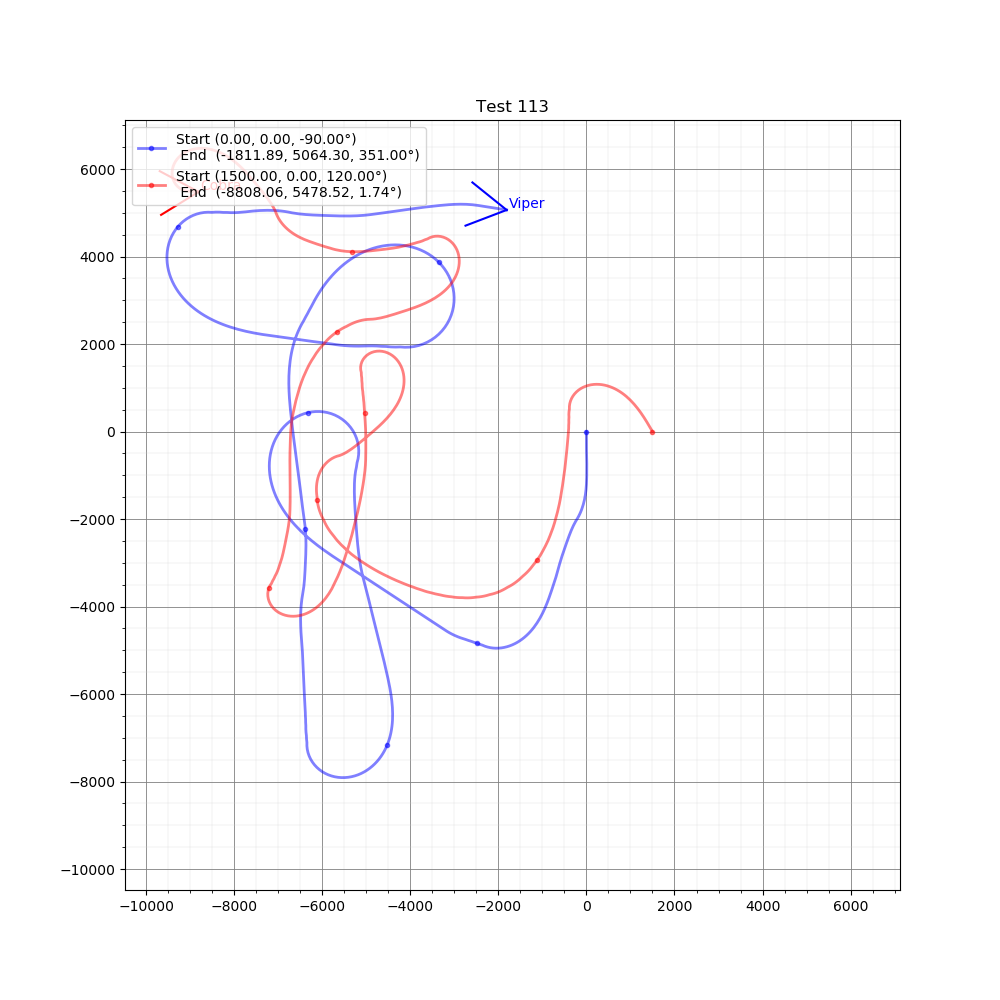 Test 113
Start (0.00, 0.00, -90.00°)
End (-1811.89, 5064.30, 351.00°)
Start (1500.00, 0.00, 120.00°)
End (-8808.06, 5478.52, 1.74°)
Viper
6000
4000
2000
0
−2000
−4000
−6000
−8000
−10000
−10000 −8000 −6000 −4000 −2000 0 2000 4000 6000